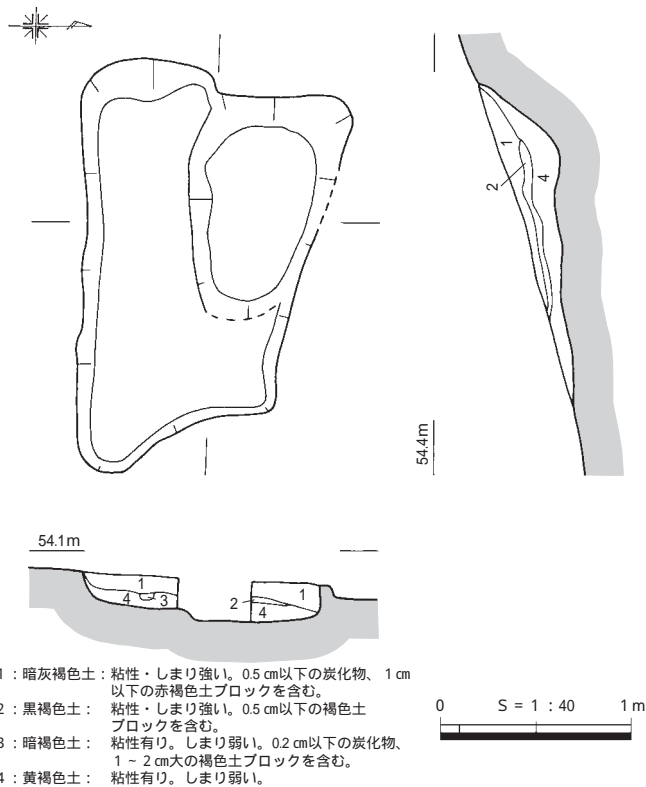 1
2
4
54.4m
54.1m
1
4
3
2
1
4
1：暗灰褐色土：粘性・しまり強い。0.5㎝以下の炭化物、1㎝
以下の赤褐色土ブロックを含む。
2：黒褐色土： 粘性・しまり強い。0.5㎝以下の褐色土
ブロックを含む。
3：暗褐色土： 粘性有り。しまり弱い。0.2㎝以下の炭化物、
1～2㎝大の褐色土ブロックを含む。
4：黄褐色土： 粘性有り。しまり弱い。
0 S = 1：40 1m